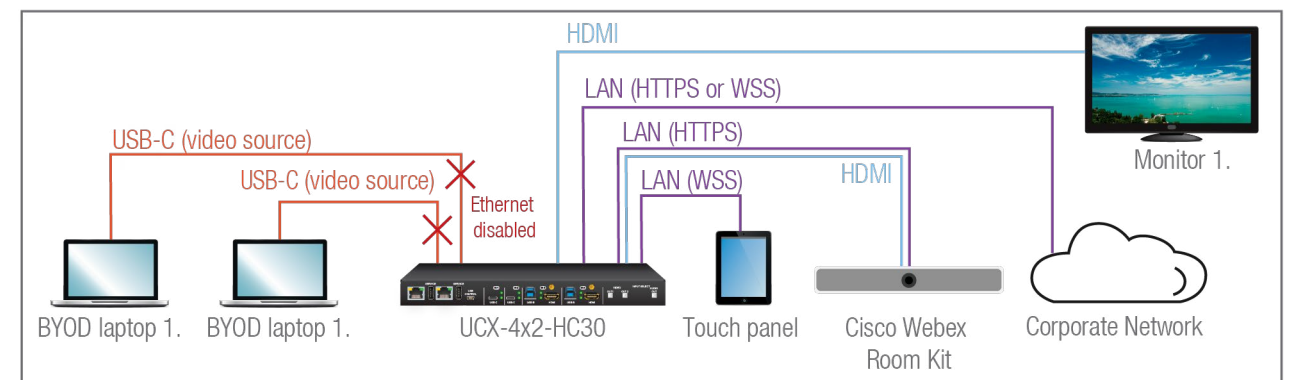 HDMI
LAN (HTTPS or WSS)
USB-C (video source)
LAN (HTTPS)
USB-C (video source)
LAN (WSS)
HDMI
Monitor 1.
Ethernet
disabled
BYOD laptop 1.
BYOD laptop 1.
UCX-4x2-HC30
Touch panel
Cisco Webex
Room Kit
Corporate Network